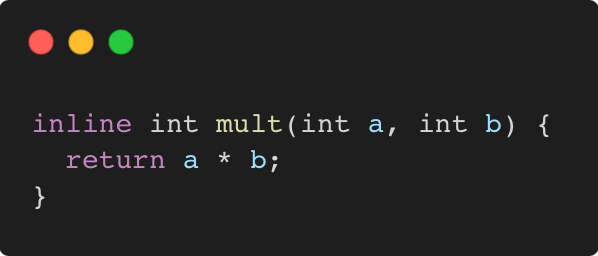 inline int mult(int a, int b) {
  return a * b;
}